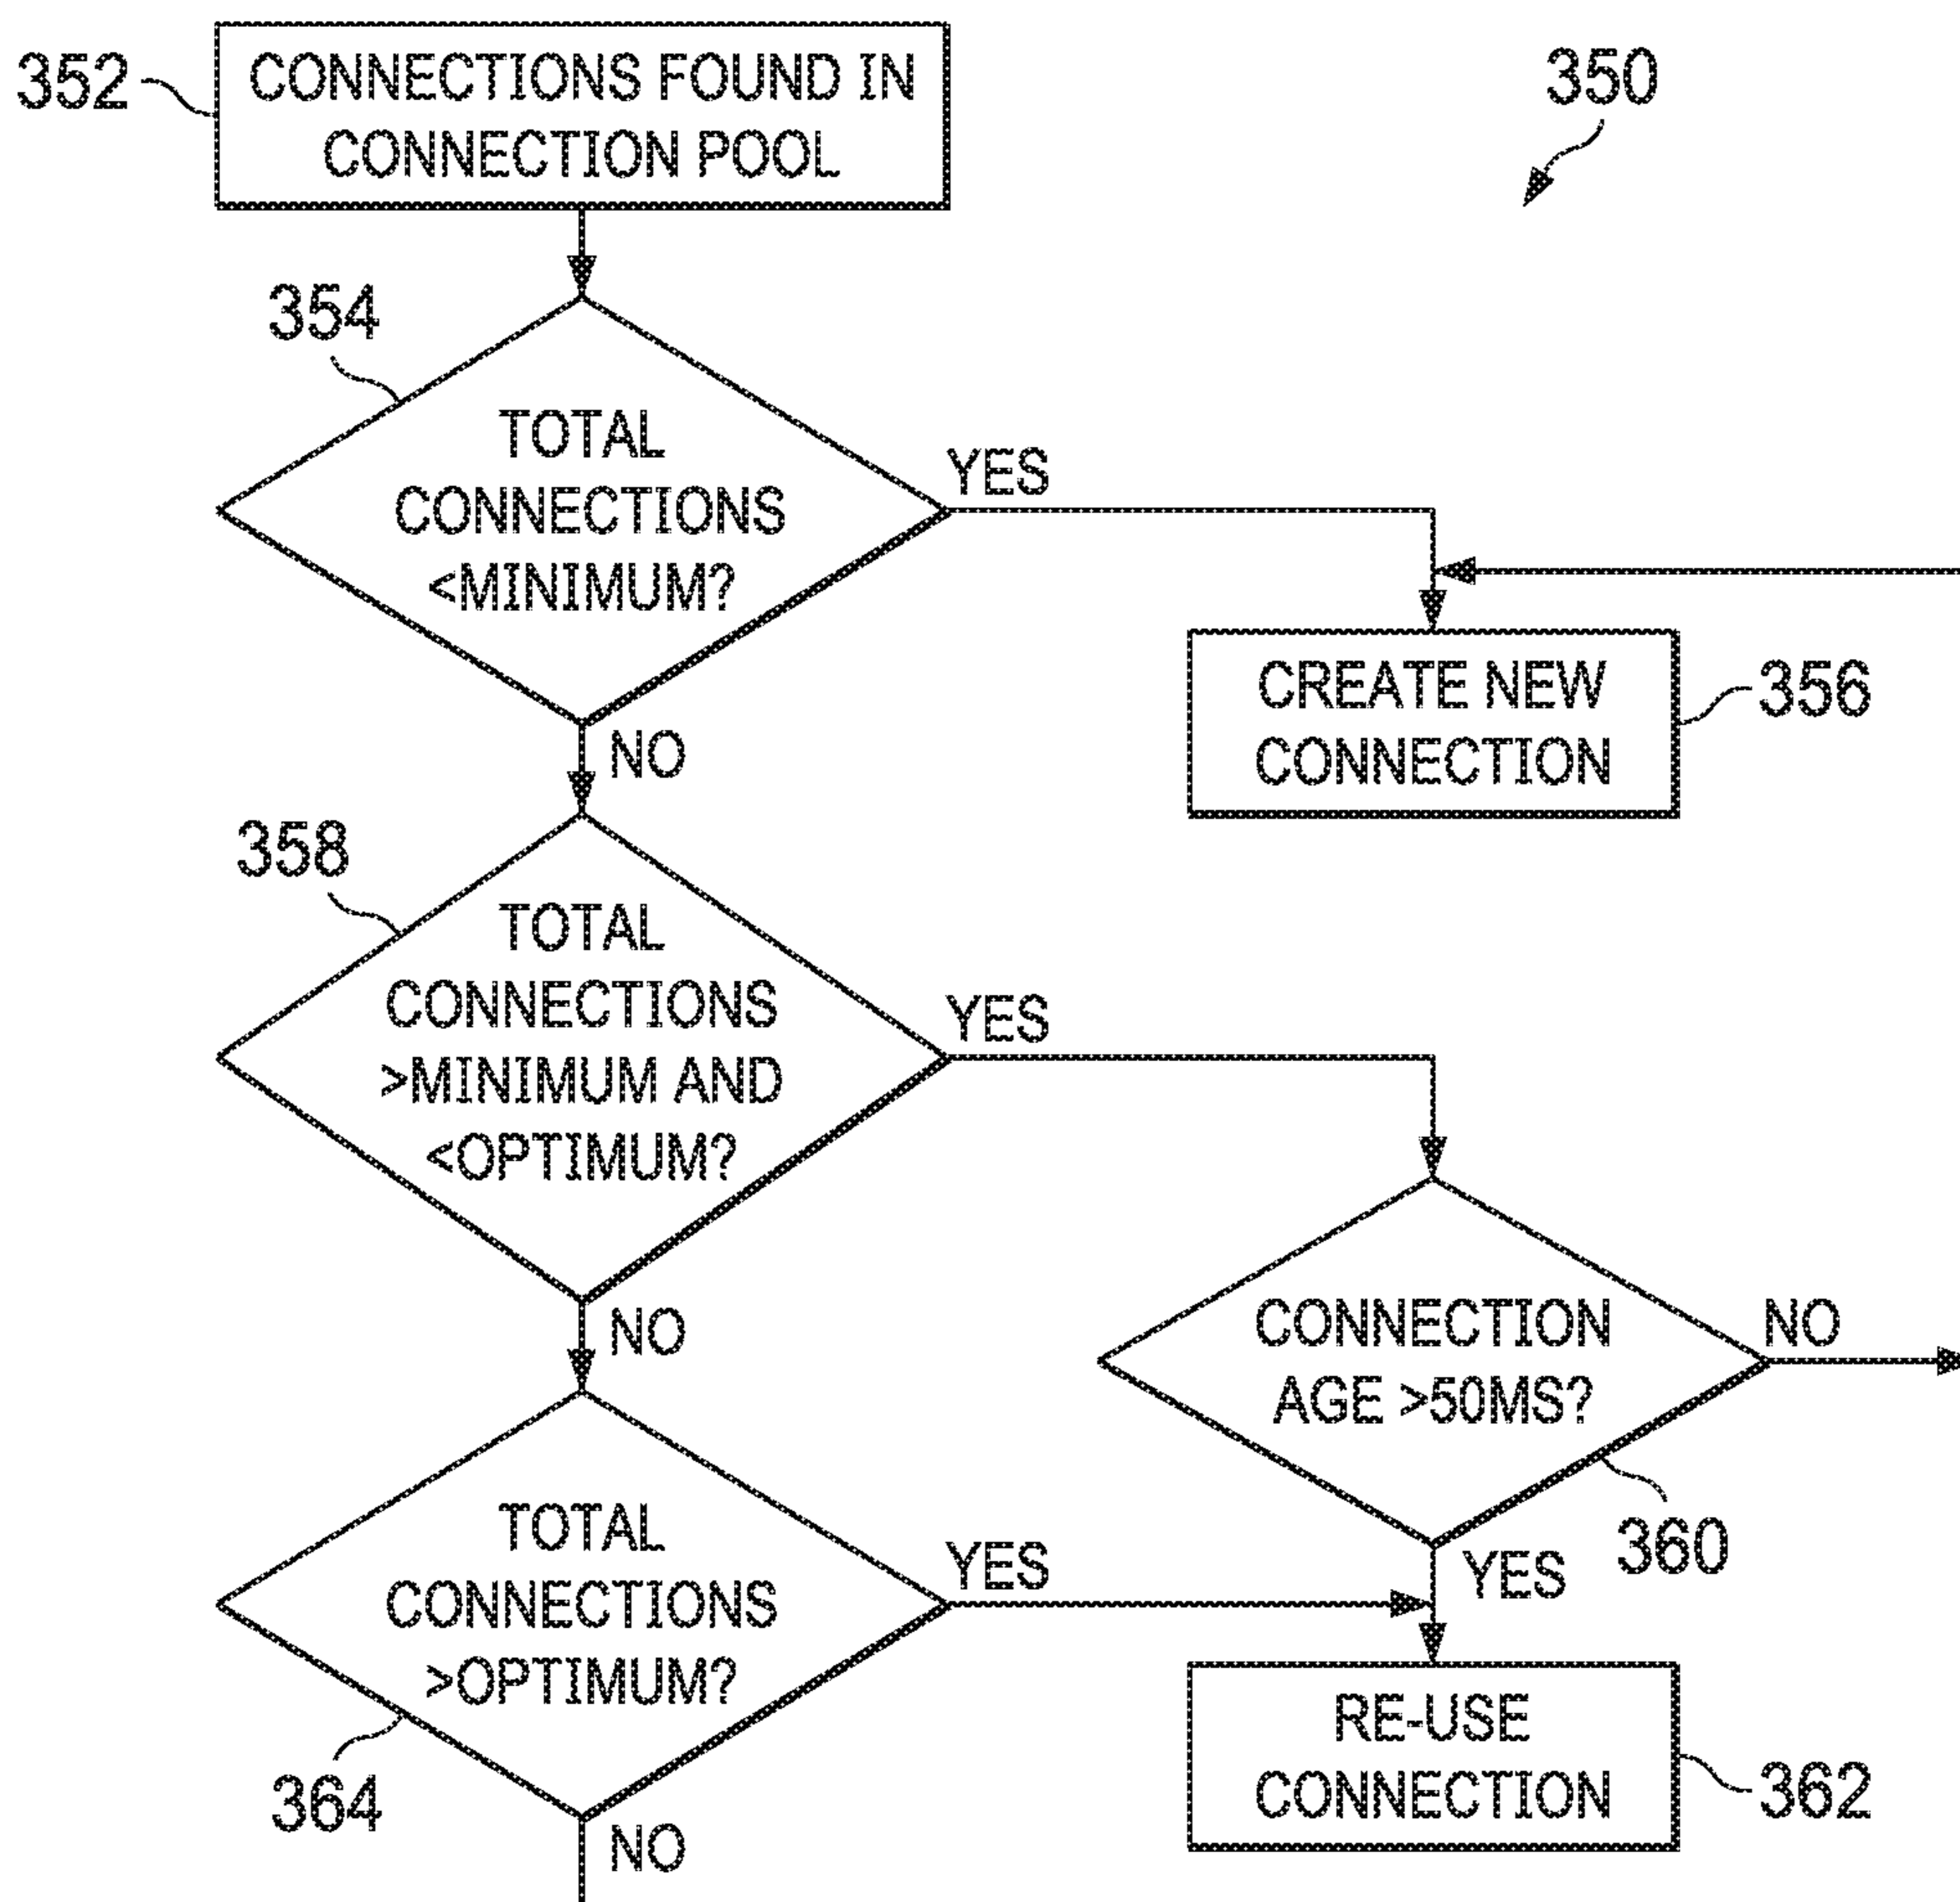 352
CONNECTIONS FOUND IN
CONNECTION POOL
350
354
TOTAL
CONNECTIONS
<MINIMUM?
YES
NO
CREATE NEW
CONNECTION
356
358
TOTAL
CONNECTIONS
>MINIMUM AND
<OPTIMUM?
YES
NO
CONNECTION
AGE >50MS?
NO
360
YES
TOTAL
CONNECTIONS
>OPTIMUM?
YES
364
NO
RE-USE
CONNECTION
362